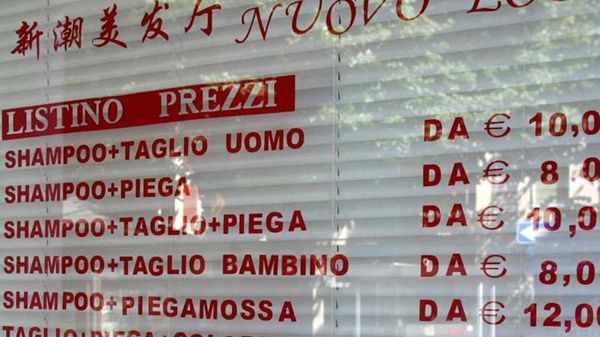 新潮美发厅 NUOVO
LISTINO PREZZI
SHAMPOO+TAGLIO UOMO DA € 10,0
SHAMPOO+PIEGA DA € 8,0
SHAMPOO+TAGLIO+PIEGA DA € 10,0
SHAMPOO+TAGLIO BAMBINO DA € 8,0
SHAMPOO+PIEGAMOSSA DA € 12,00